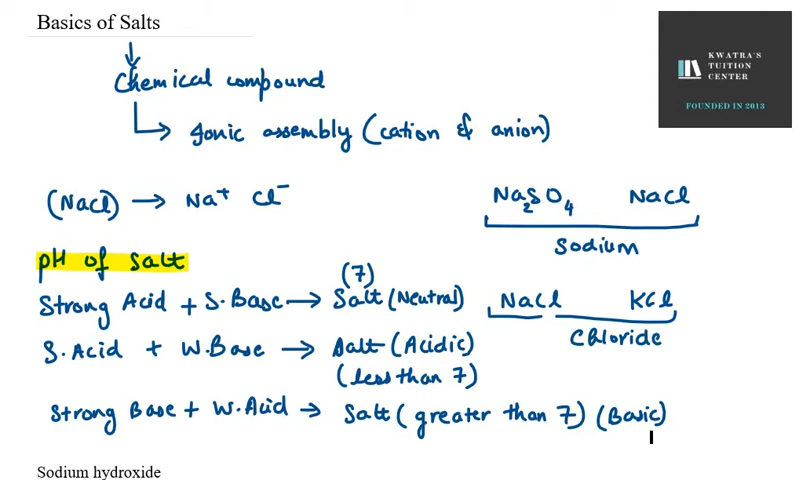 Basics of Salts
KWATRA'S
TUITION
CENTER
FOUNDED IN 2013
Chemical compound
Ionic assembly (cation & anion)
(NaCl) → Na⁺ Cl⁻
Na₂SO₄ NaCl
Sodium
pH of Salt
(7)
Strong Acid + S.Base → Salt (Neutral)
NaCl KCl
Chloride
S.Acid + W.Base → Salt (Acidic)
(less than 7)
Strong Base + W.Acid → Salt (greater than 7) (Basic)
Sodium hydroxide